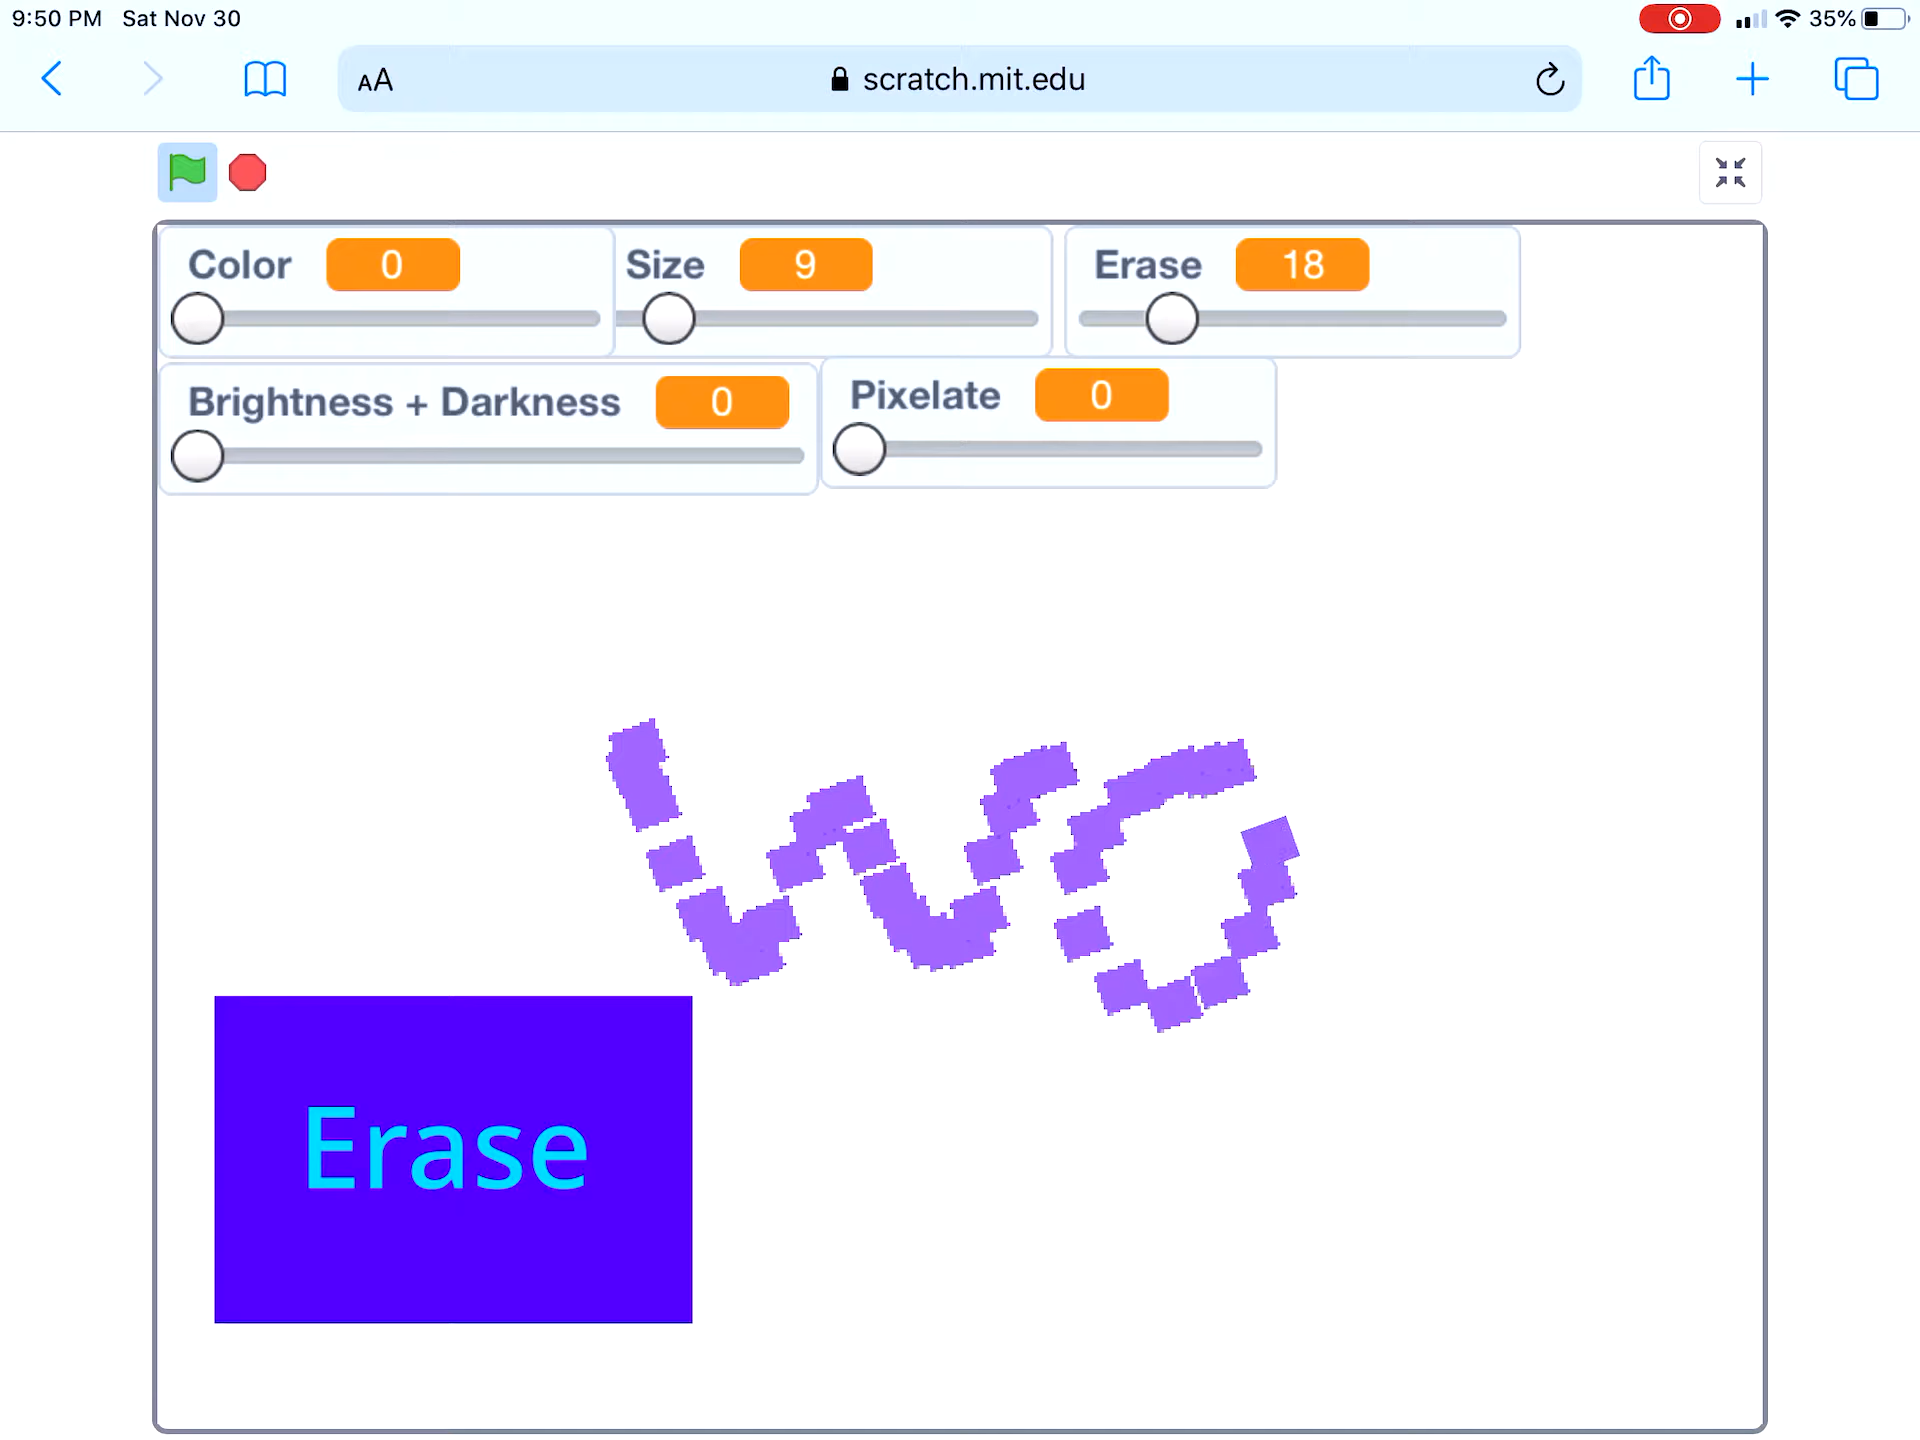 9:50 PM Sat Nov 30 35%
AA scratch.mit.edu
Color 0 Size 9 Erase 18
Brightness + Darkness 0 Pixelate 0
wo
Erase